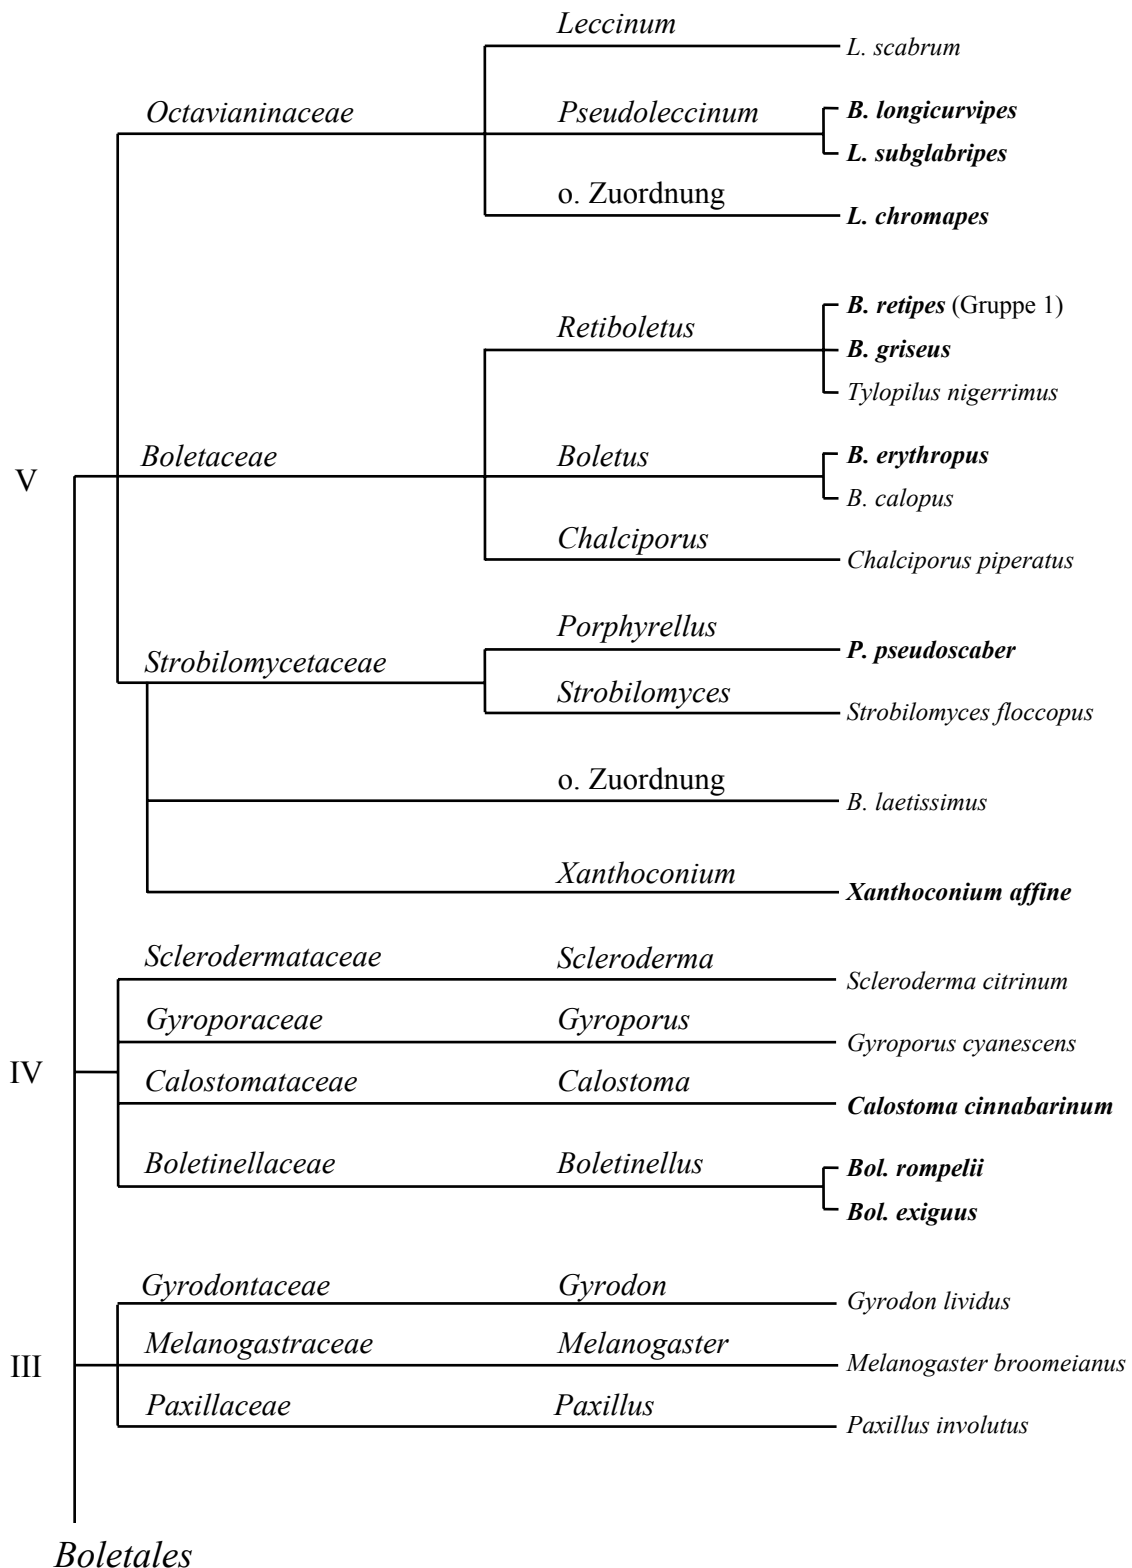 Leccinum
L. scabrum
Octavianinaceae
Pseudoleccinum
B. longicurvipes
L. subglabripes
o. Zuordnung
L. chromapes
B. retipes (Gruppe 1)
Retiboletus
B. griseus
Tylopilus nigerrimus
V
Boletaceae
Boletus
B. erythropus
B. calopus
Chalciporus
Chalciporus piperatus
Porphyrellus
P. pseudoscaber
Strobilomycetaceae
Strobilomyces
Strobilomyces floccopus
o. Zuordnung
B. laetissimus
Xanthoconium
Xanthoconium affine
Sclerodermataceae
Scleroderma
Scleroderma citrinum
Gyroporaceae
Gyroporus
Gyroporus cyanescens
IV
Calostomataceae
Calostoma
Calostoma cinnabarinum
Boletinellaceae
Boletinellus
Bol. rompelii
Bol. exiguus
Gyrodontaceae
Gyrodon
Gyrodon lividus
III
Melanogastraceae
Melanogaster
Melanogaster broomeianus
Paxillaceae
Paxillus
Paxillus involutus
Boletales